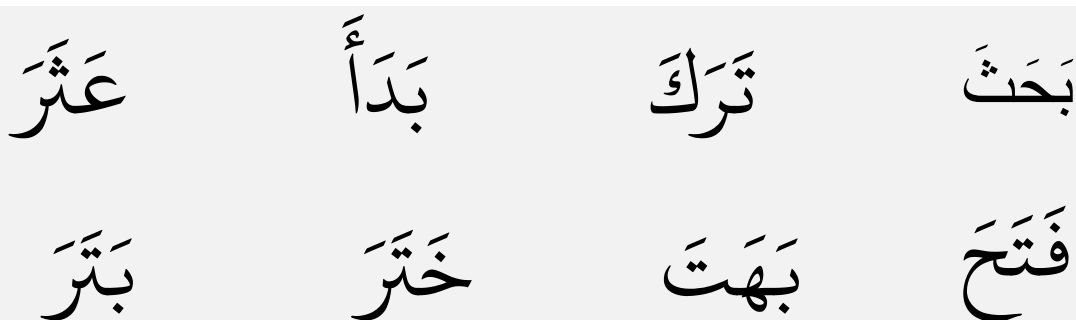 بَحَثَ تَرَكَ بَدَأَ عَثَرَ
فَتَحَ بَهَتَ خَتَرَ بَتَرَ